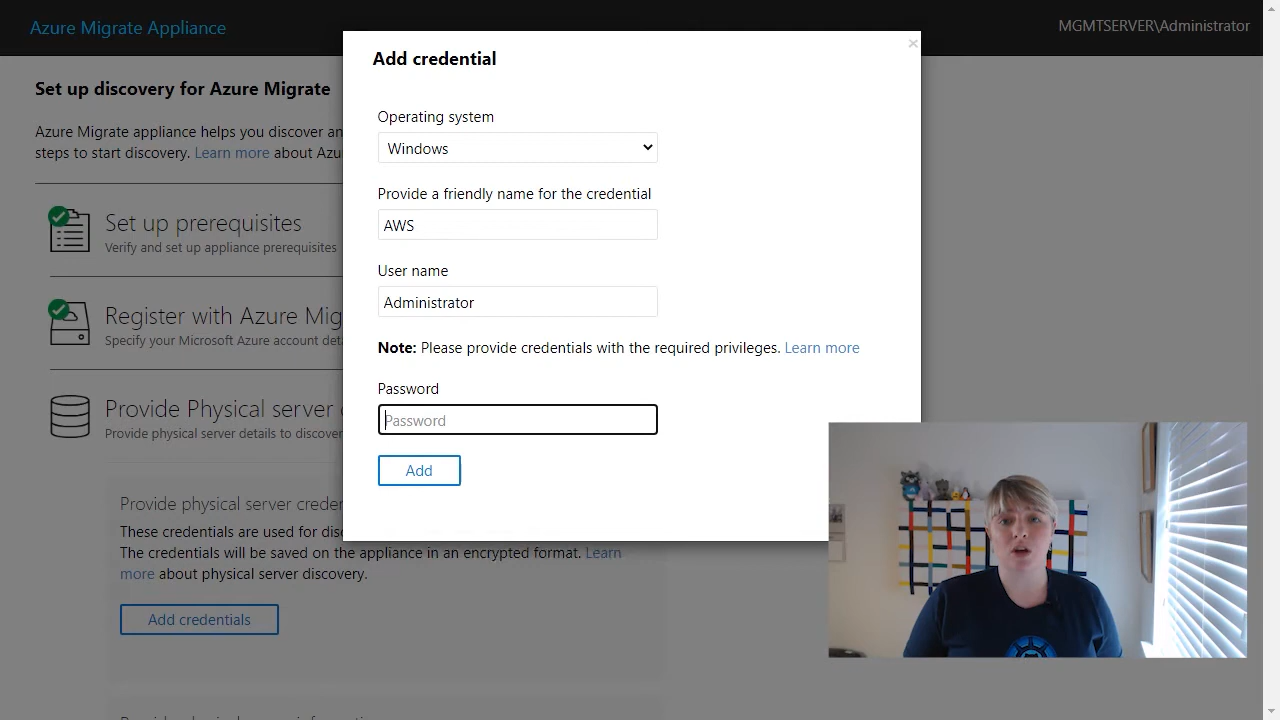 Azure Migrate Appliance
MGMTSERVER\Administrator
Set up discovery for Azure Migrate
Azure Migrate appliance helps you discover an
steps to start discovery. Learn more about Azu
Set up prerequisites
Verify and set up appliance prerequisites
Register with Azure Mig
Specify your Microsoft Azure account deta
Provide Physical server
Provide physical server details to discove
Provide physical server crede
These credentials are used for disc
The credentials will be saved on the appliance in an encrypted format. Learn
more about physical server discovery.
Add credentials
Add credential
×
Operating system
Windows
Provide a friendly name for the credential
AWS
User name
Administrator
Note: Please provide credentials with the required privileges. Learn more
Password
Password
Add